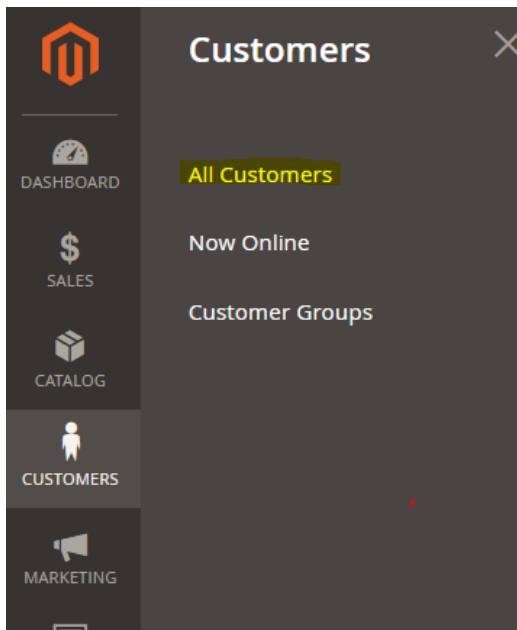 Customers
All Customers
Now Online
Customer Groups
DASHBOARD
SALES
CATALOG
CUSTOMERS
MARKETING